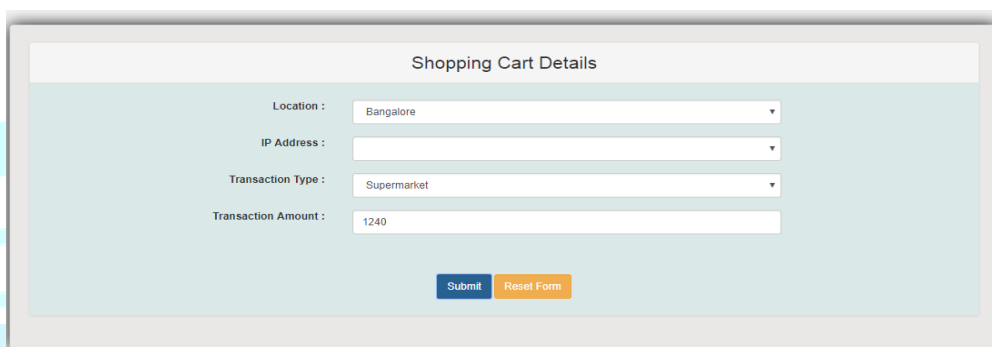 Shopping Cart Details
Location :
Bangalore
IP Address :
Transaction Type :
Supermarket
Transaction Amount :
1240
Submit
Reset Form